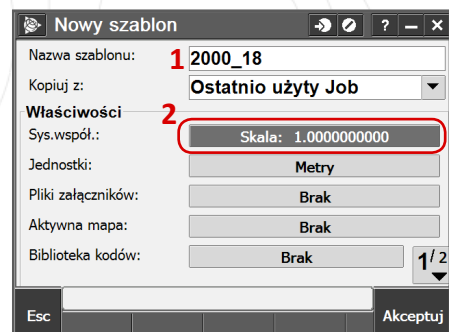 Nowy szablon ? – ×
Nazwa szablonu: 1 2000_18
Kopiuj z: Ostatnio użyty Job
Właściwości 2
Sys.współ.: Skala: 1.0000000000
Jednostki: Metry
Pliki załączników: Brak
Aktywna mapa: Brak
Biblioteka kodów: Brak 1/2
Esc Akceptuj